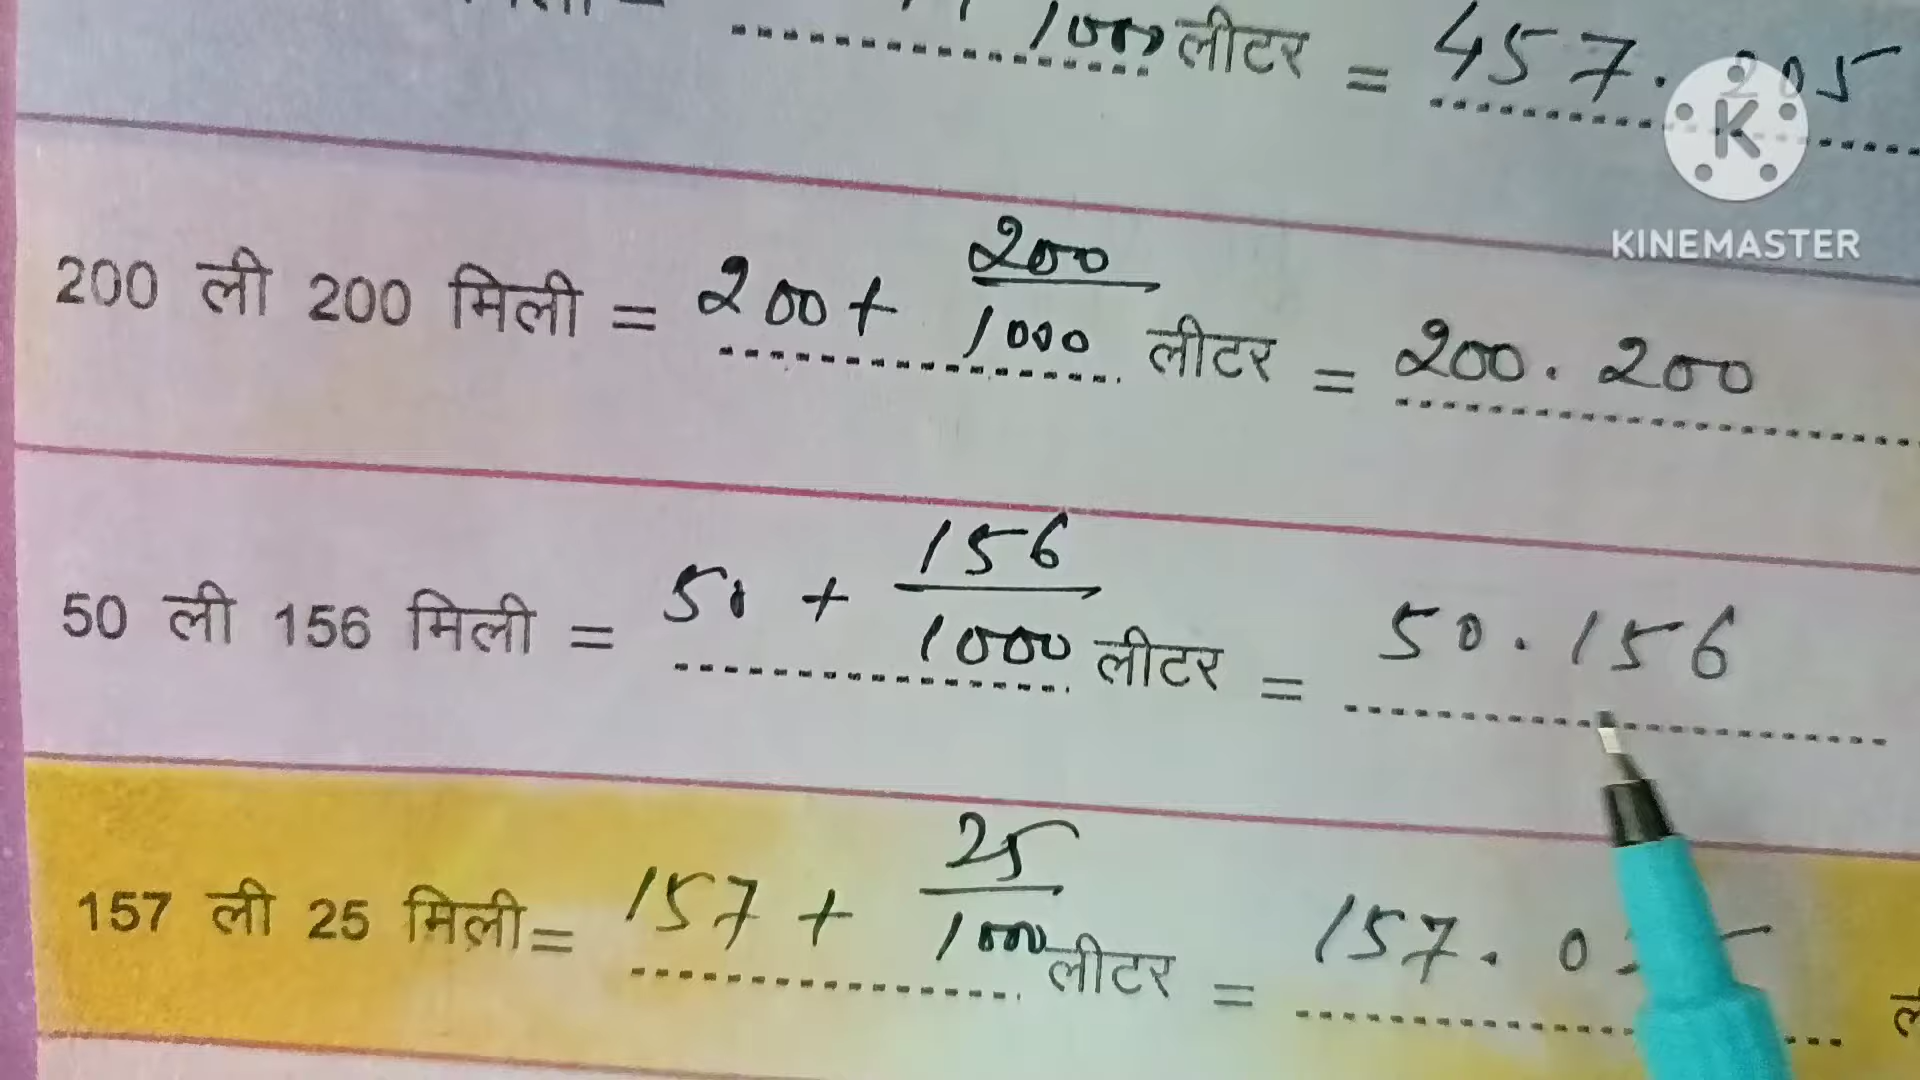 1000 लीटर = 457.205
KINEMASTER
200 ली 200 मिली = 200 + 200/1000 लीटर = 200.200
50 ली 156 मिली = 50 + 156/1000 लीटर = 50.156
157 ली 25 मिली = 157 + 25/1000 लीटर = 157.0